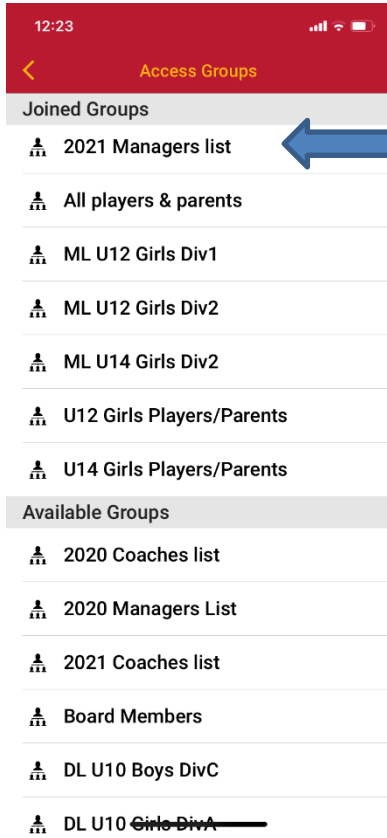 12:23
Access Groups
Joined Groups
2021 Managers list
All players & parents
ML U12 Girls Div1
ML U12 Girls Div2
ML U14 Girls Div2
U12 Girls Players/Parents
U14 Girls Players/Parents
Available Groups
2020 Coaches list
2020 Managers List
2021 Coaches list
Board Members
DL U10 Boys DivC
DL U10 Girls DivA